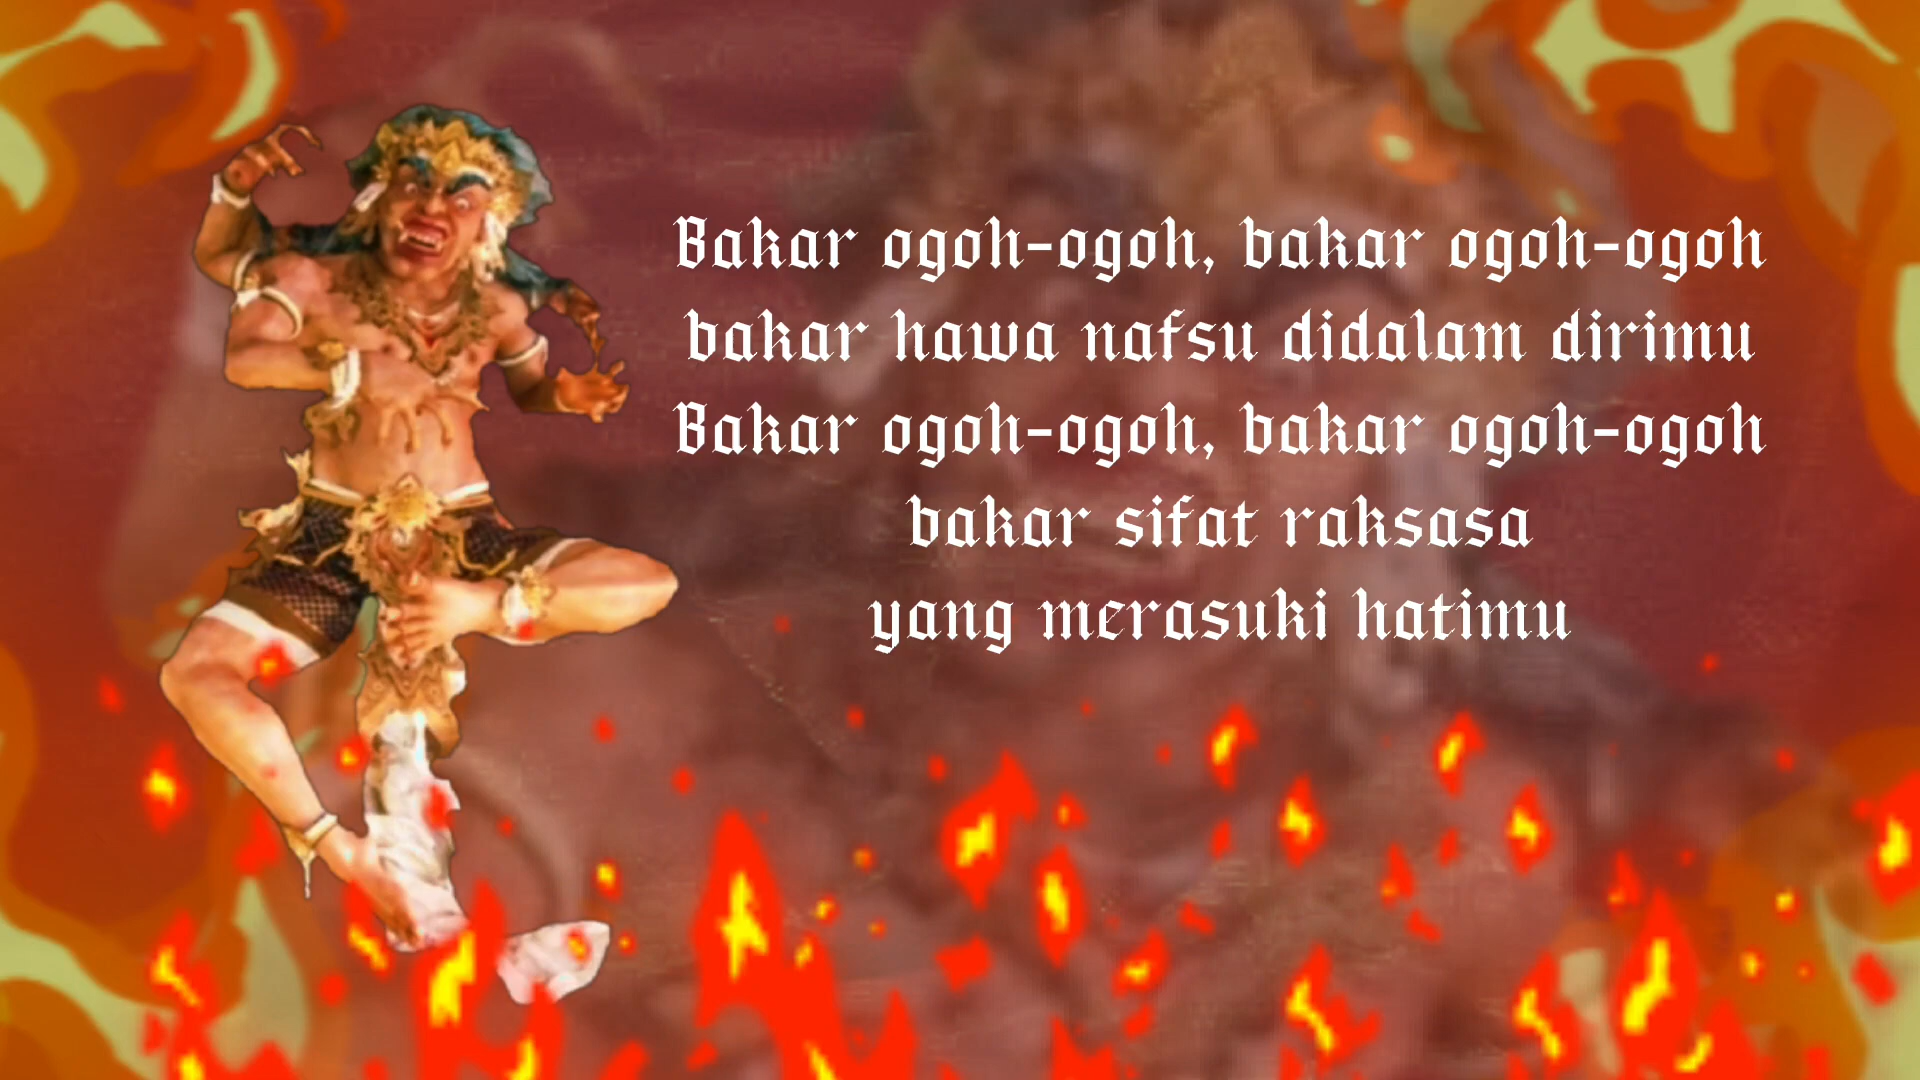 Bakar ogoh-ogoh, bakar ogoh-ogoh
bakar hawa nafsu didalam dirimu
Bakar ogoh-ogoh, bakar ogoh-ogoh
bakar sifat raksasa
yang merasuki hatimu